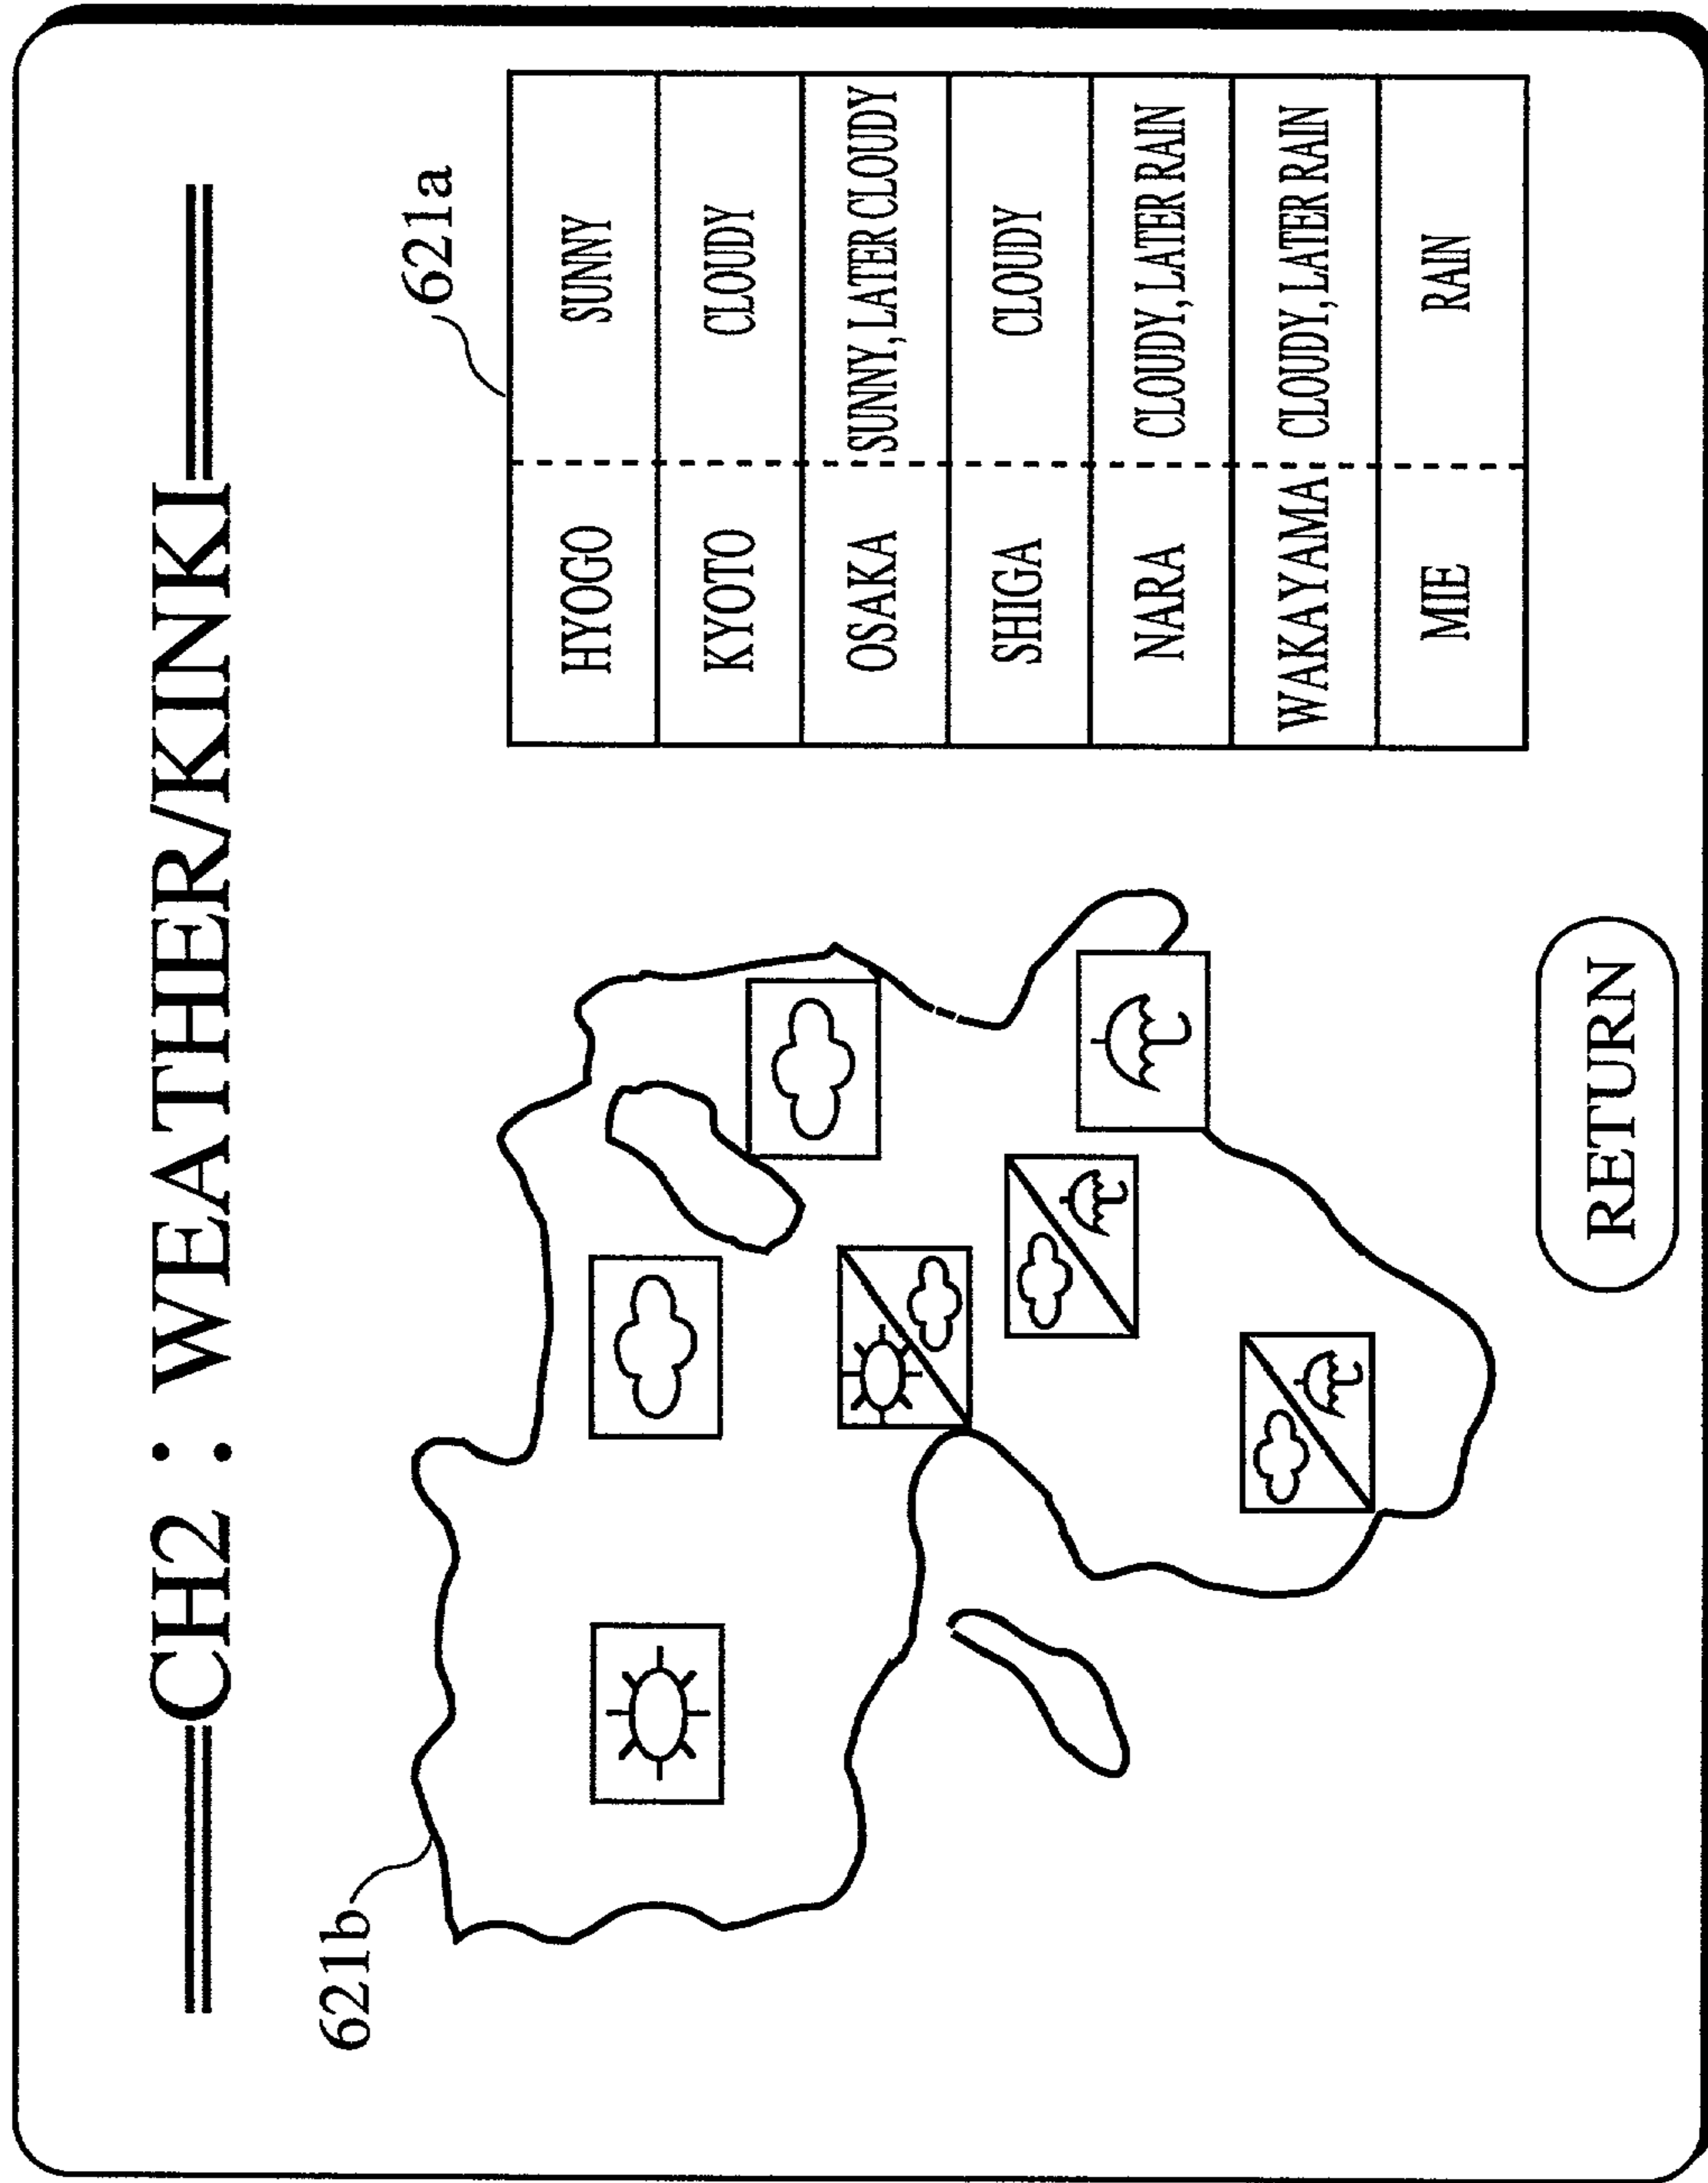 CH2 : WEATHER/KINKI
621b
621a
HYOGO SUNNY
KYOTO CLOUDY
OSAKA SUNNY, LATER CLOUDY
SHIGA CLOUDY
NARA CLOUDY, LATER RAIN
WAKAYAMA CLOUDY, LATER RAIN
MIE RAIN
RETURN